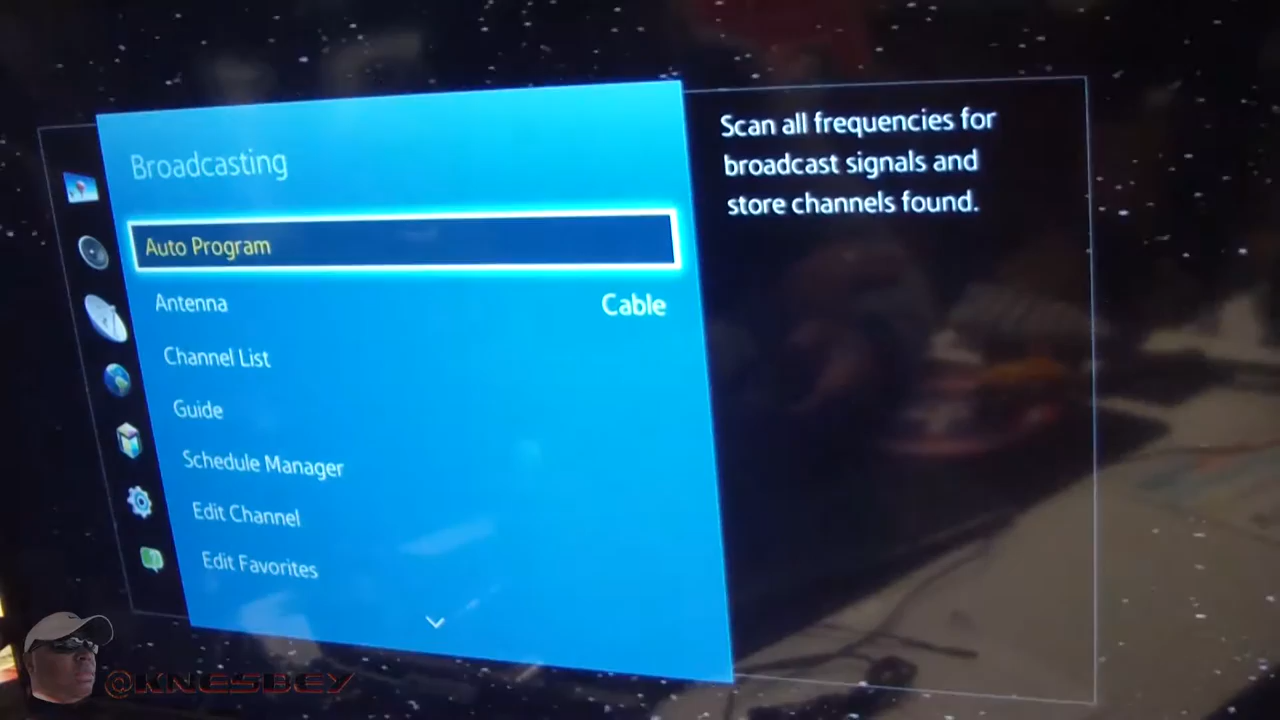 Broadcasting
Auto Program
Antenna Cable
Channel List
Guide
Schedule Manager
Edit Channel
Edit Favorites
Scan all frequencies for
broadcast signals and
store channels found.
@KNESBEY